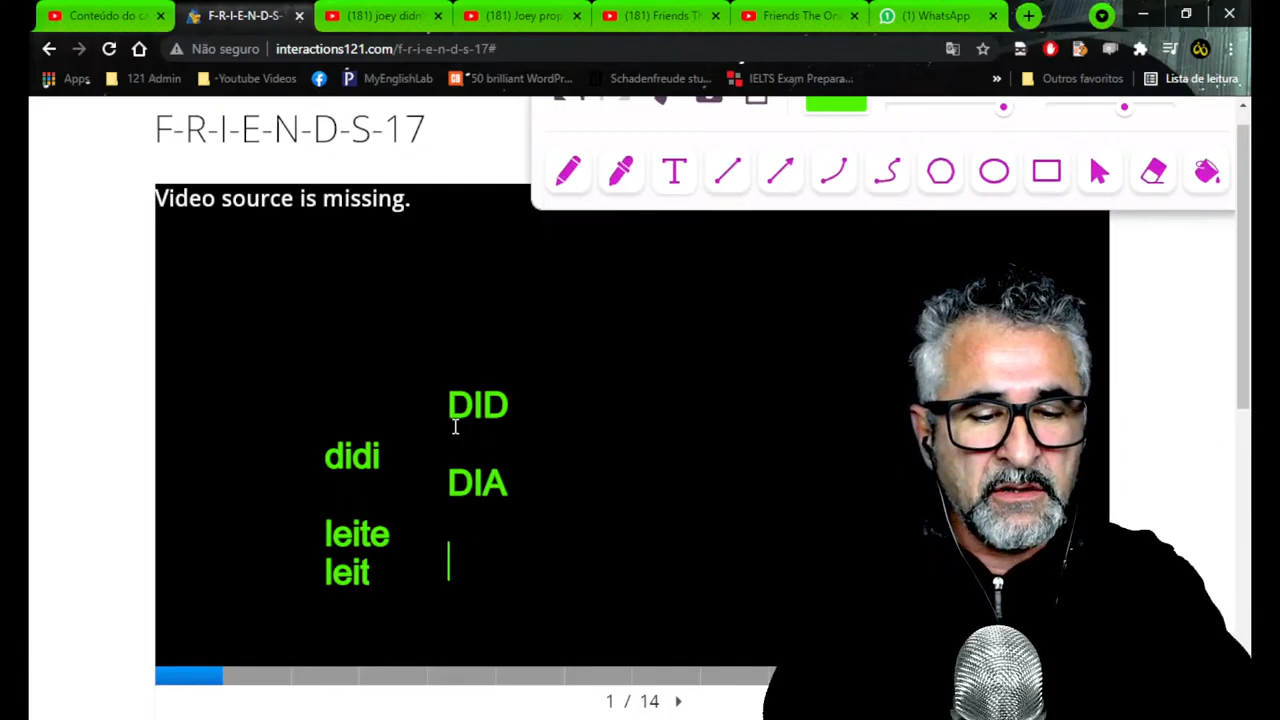 Conteúdo do ca
F-R-I-E-N-D-S-
(181) joey didn'
(181) Joey prop
(181) Friends Th
Friends The On
(1) WhatsApp
Não seguro
interactions121.com/f-r-i-e-n-d-s-17#
Apps
121 Admin
-Youtube Videos
MyEnglishLab
50 brilliant WordPr...
Schadenfreude stu...
IELTS Exam Prepara...
»
Outros favoritos
Lista de leitura
F-R-I-E-N-D-S-17
T
Video source is missing.
DID
didi
DIA
leite
leit
1 / 14